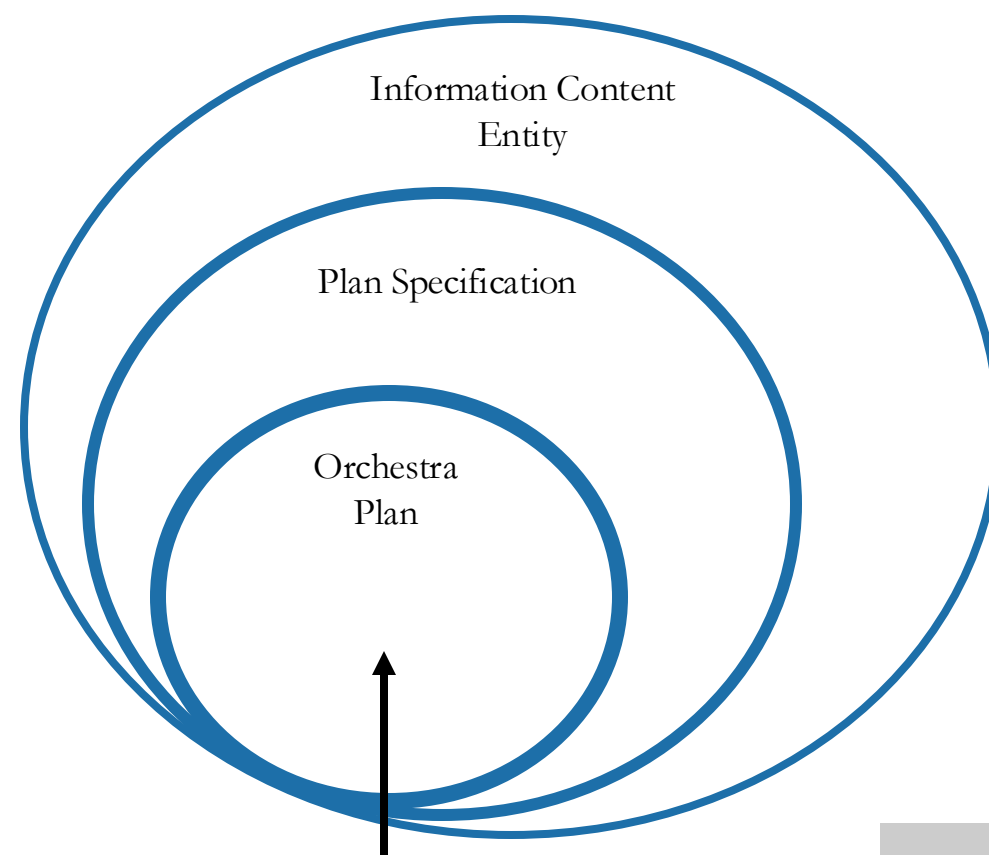 Information Content
Entity
Plan Specification
Orchestra
Plan